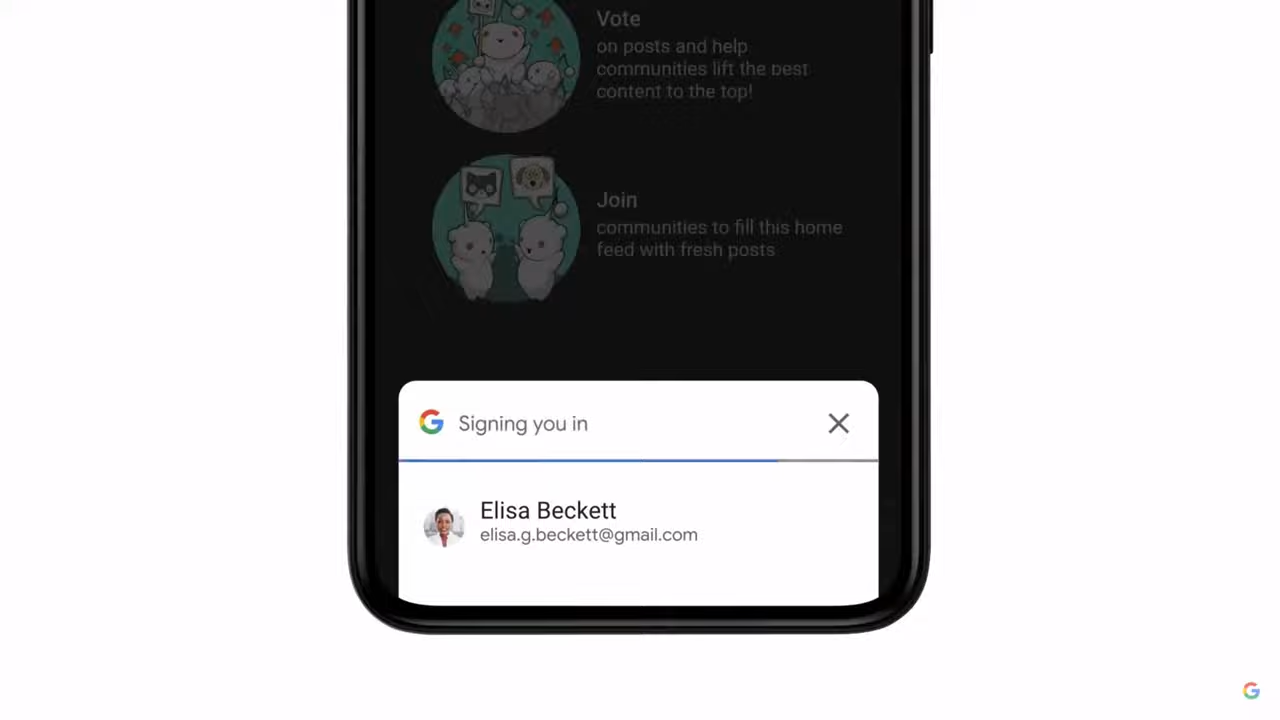 Vote
on posts and help
communities lift the best
content to the top!
Join
communities to fill this home
feed with fresh posts
Signing you in
Elisa Beckett
elisa.g.beckett@gmail.com